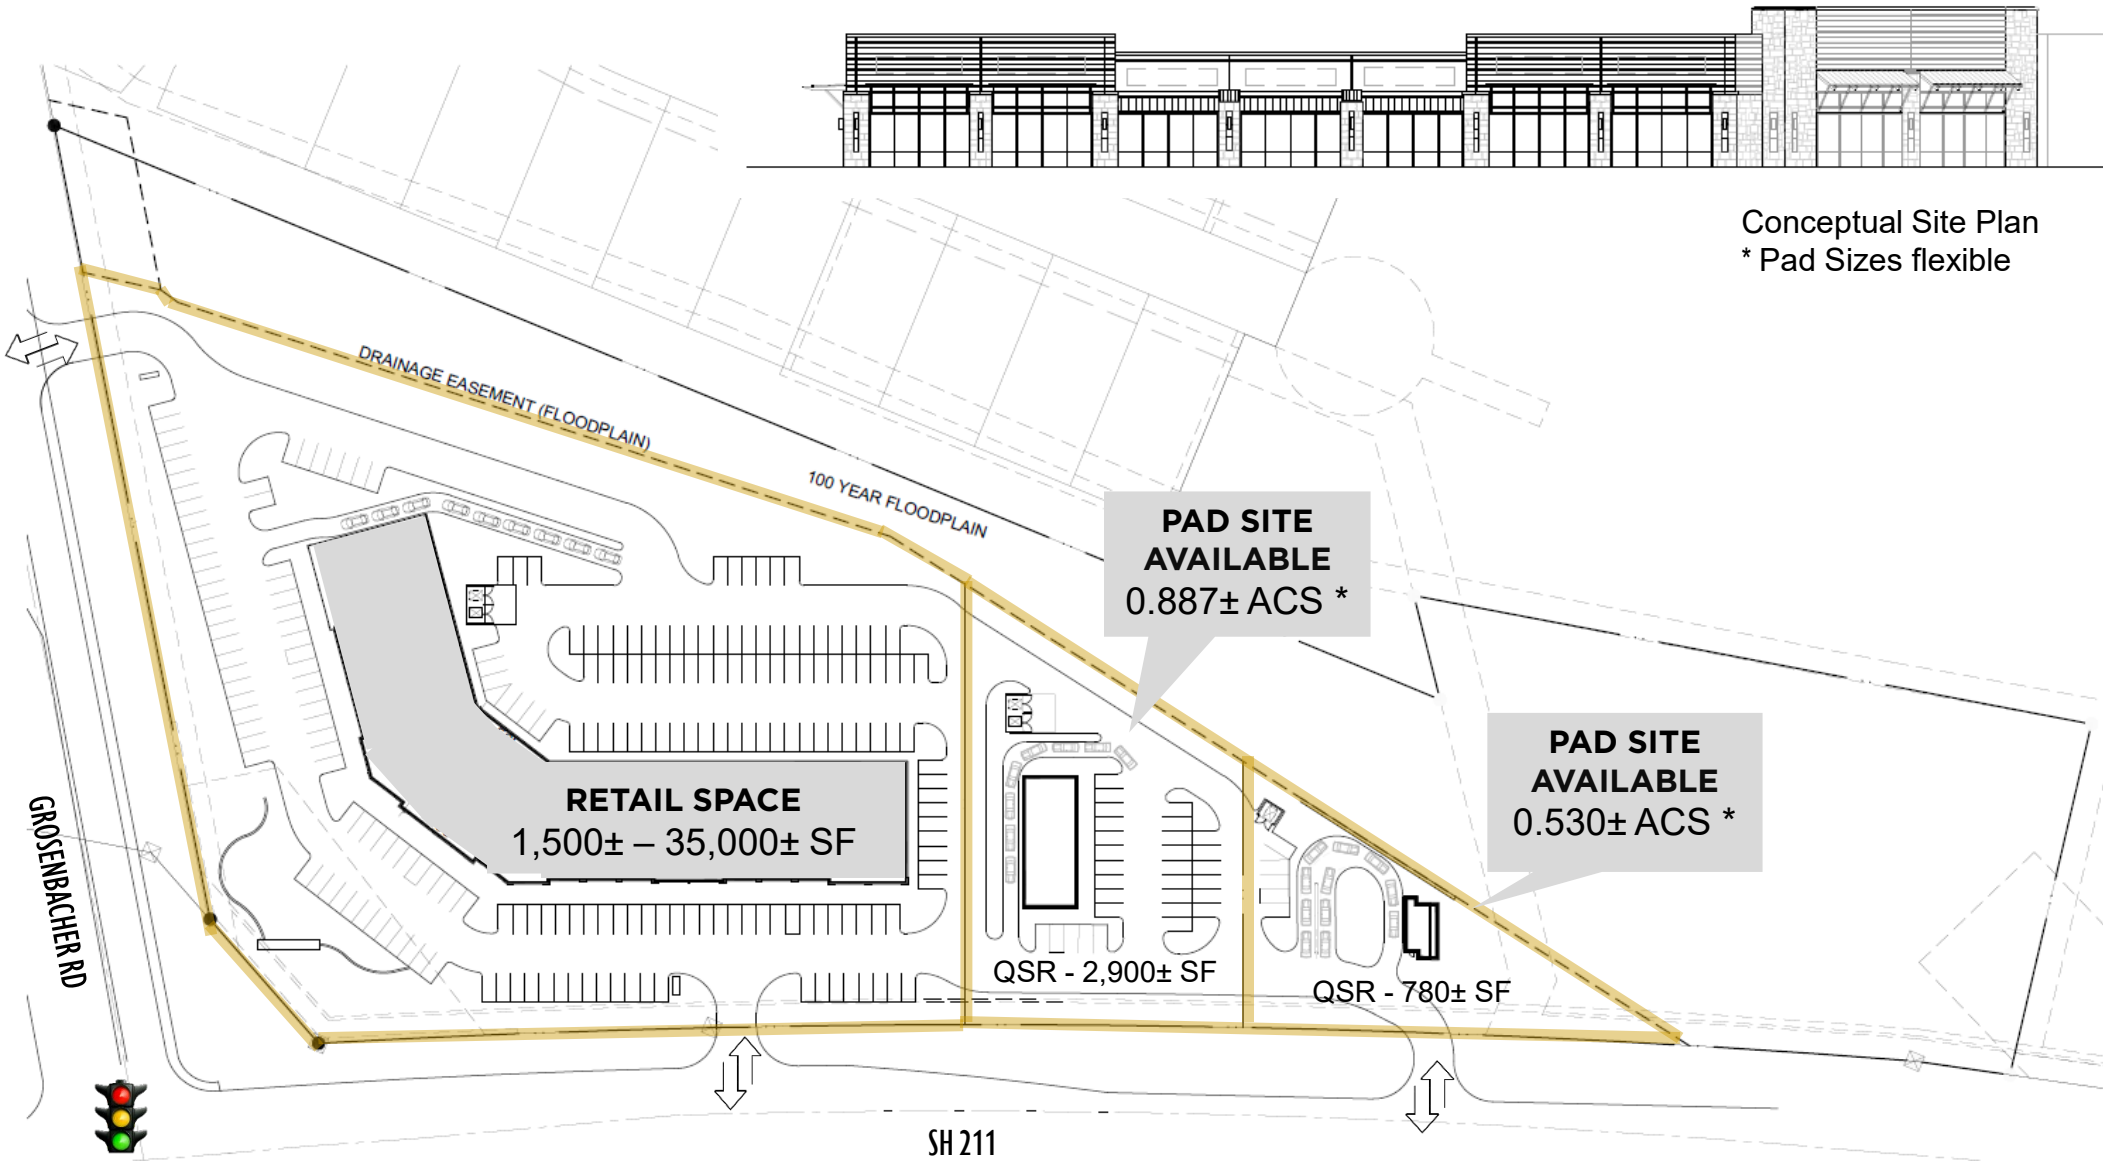 Conceptual Site Plan
* Pad Sizes flexible
DRAINAGE EASEMENT (FLOODPLAIN)
100 YEAR FLOODPLAIN
PAD SITE
AVAILABLE
0.887± ACS *
PAD SITE
AVAILABLE
0.530± ACS *
RETAIL SPACE
1,500± – 35,000± SF
GROSENBACHER RD
QSR - 2,900± SF
QSR - 780± SF
SH 211